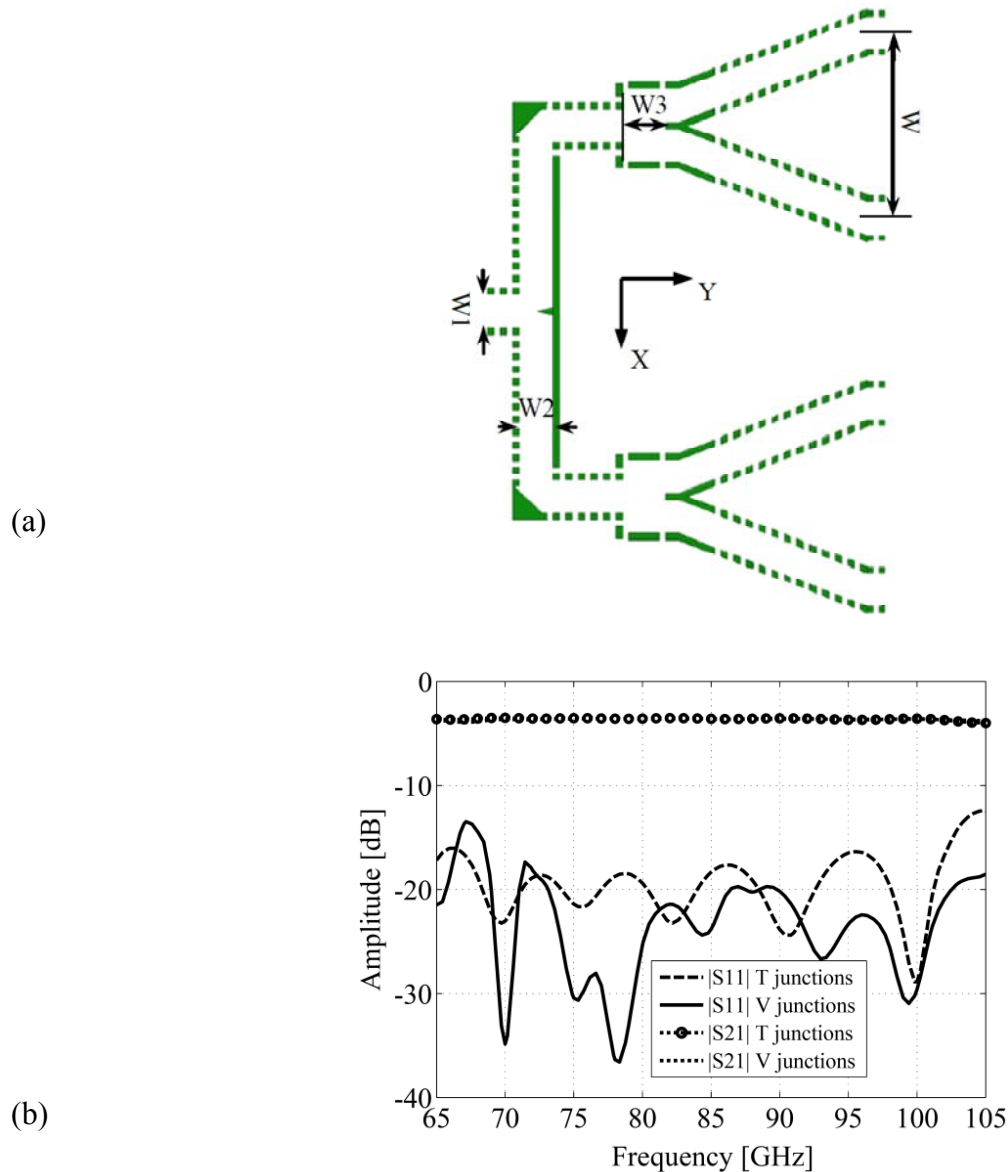 W3
W
W1
Y
X
W2
(a)
0
-10
-20
-30
-40
Amplitude [dB]
|S11| T junctions
|S11| V junctions
|S21| T junctions
|S21| V junctions
65 70 75 80 85 90 95 100 105
Frequency [GHz]
(b)